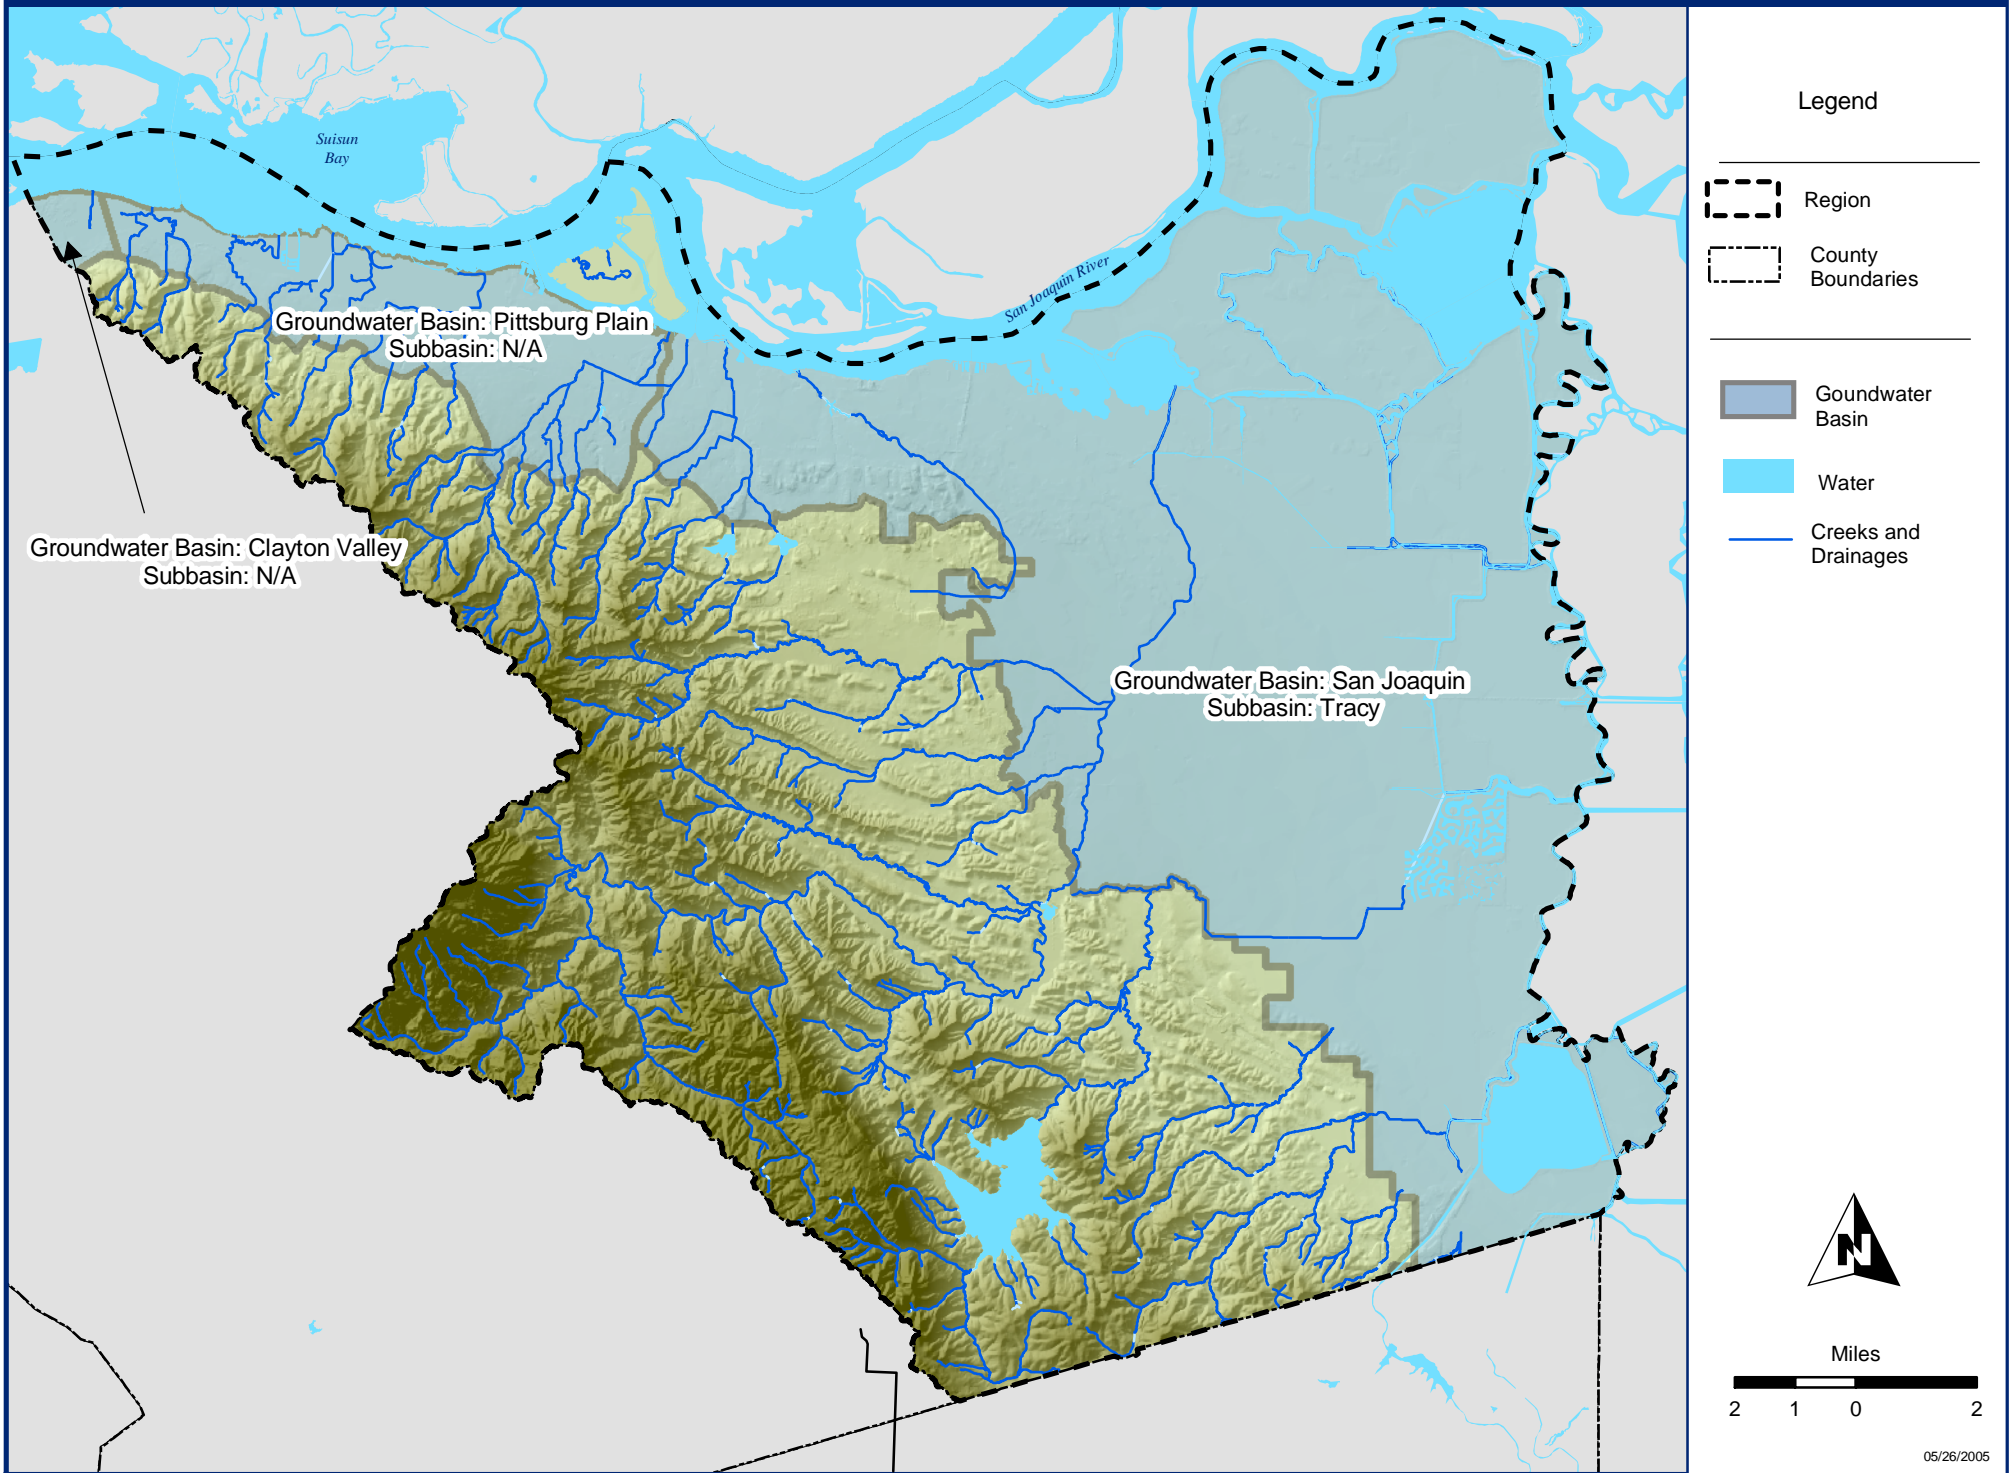 Suisun
Bay
San Joaquin River
Groundwater Basin: Pittsburg Plain
Subbasin: N/A
Groundwater Basin: Clayton Valley
Subbasin: N/A
Groundwater Basin: San Joaquin
Subbasin: Tracy
Legend
Region
County
Boundaries
Goundwater
Basin
Water
Creeks and
Drainages
N
Miles
2 1 0 2
05/26/2005